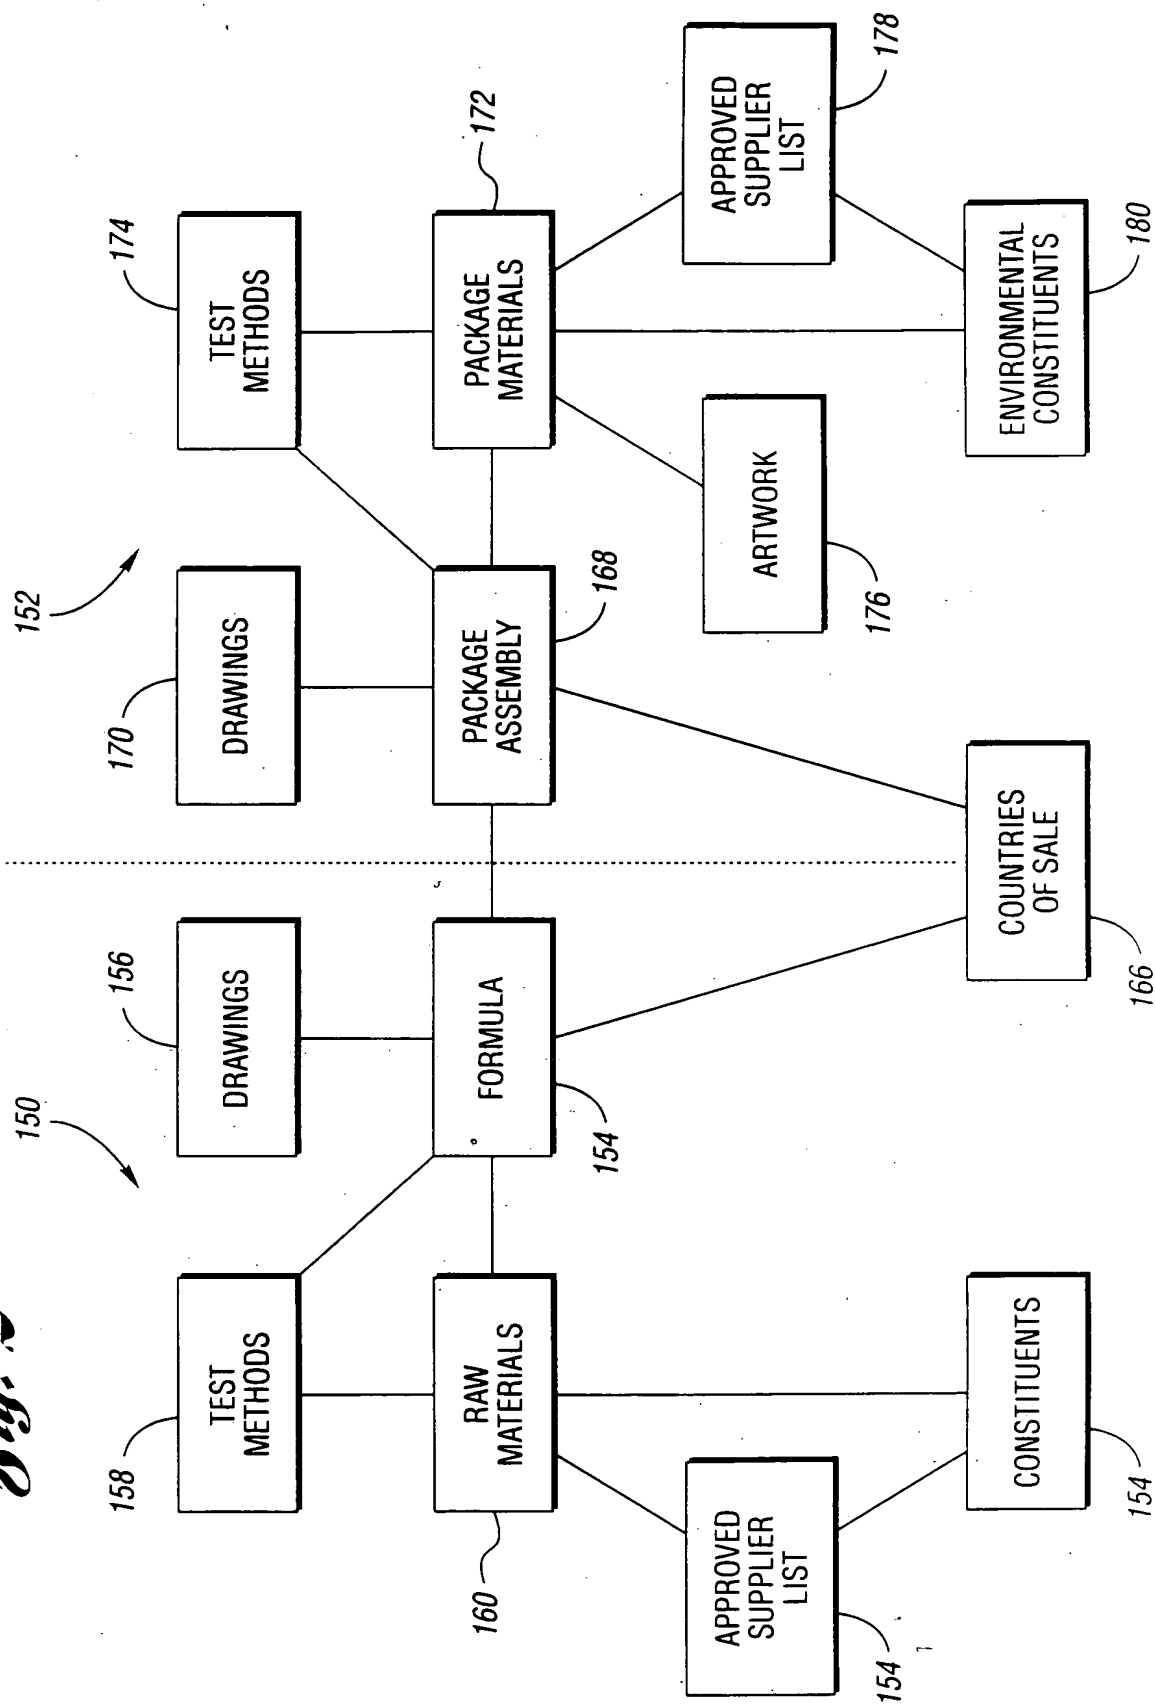 150
152
158
TEST
METHODS
156
DRAWINGS
170
DRAWINGS
174
TEST
METHODS
160
RAW
MATERIALS
154
FORMULA
168
PACKAGE
ASSEMBLY
172
PACKAGE
MATERIALS
154
APPROVED
SUPPLIER
LIST
176
ARTWORK
178
APPROVED
SUPPLIER
LIST
154
CONSTITUENTS
166
COUNTRIES
OF SALE
180
ENVIRONMENTAL
CONSTITUENTS